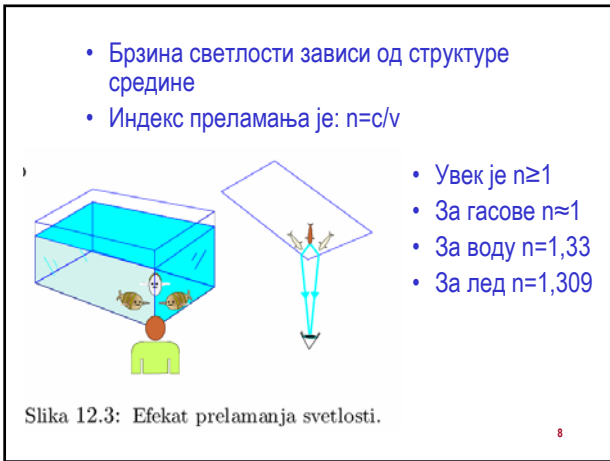 • Брзина светлости зависи од структуре
средине
• Индекс преламања је: n=c/v
• Увек је n≥1
• За гасове n≈1
• За воду n=1,33
• За лед n=1,309
Slika 12.3: Efekat prelamanja svetlosti.
8